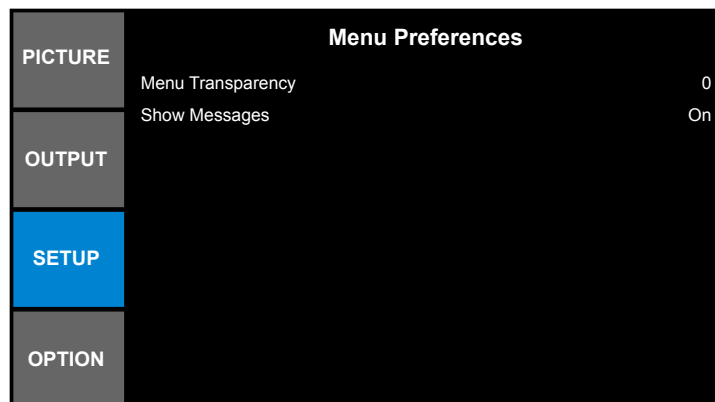 PICTURE
OUTPUT
SETUP
OPTION
Menu Preferences
Menu Transparency 0
Show Messages On